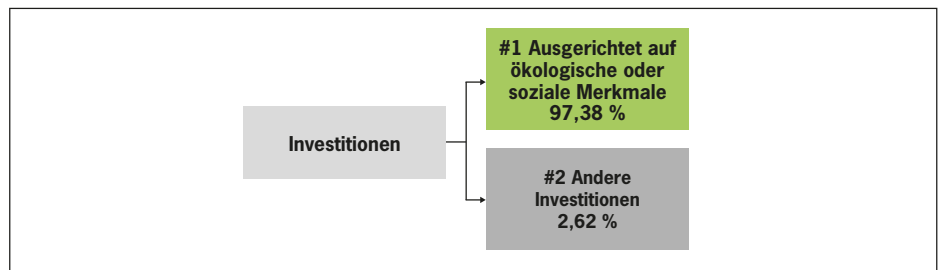 #1 Ausgerichtet auf
ökologische oder
soziale Merkmale
97,38 %
Investitionen
#2 Andere
Investitionen
2,62 %